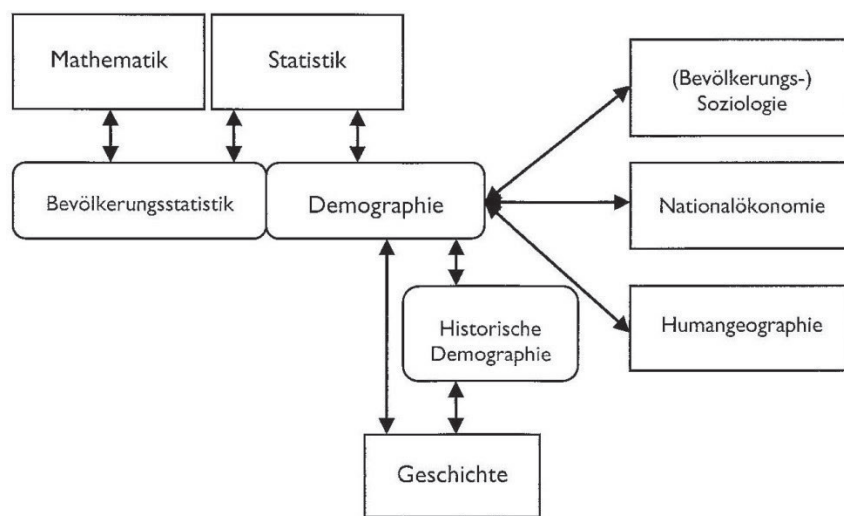 Mathematik
Statistik
(Bevölkerungs-)
Soziologie
Bevölkerungsstatistik
Demographie
Nationalökonomie
Historische
Demographie
Humangeographie
Geschichte